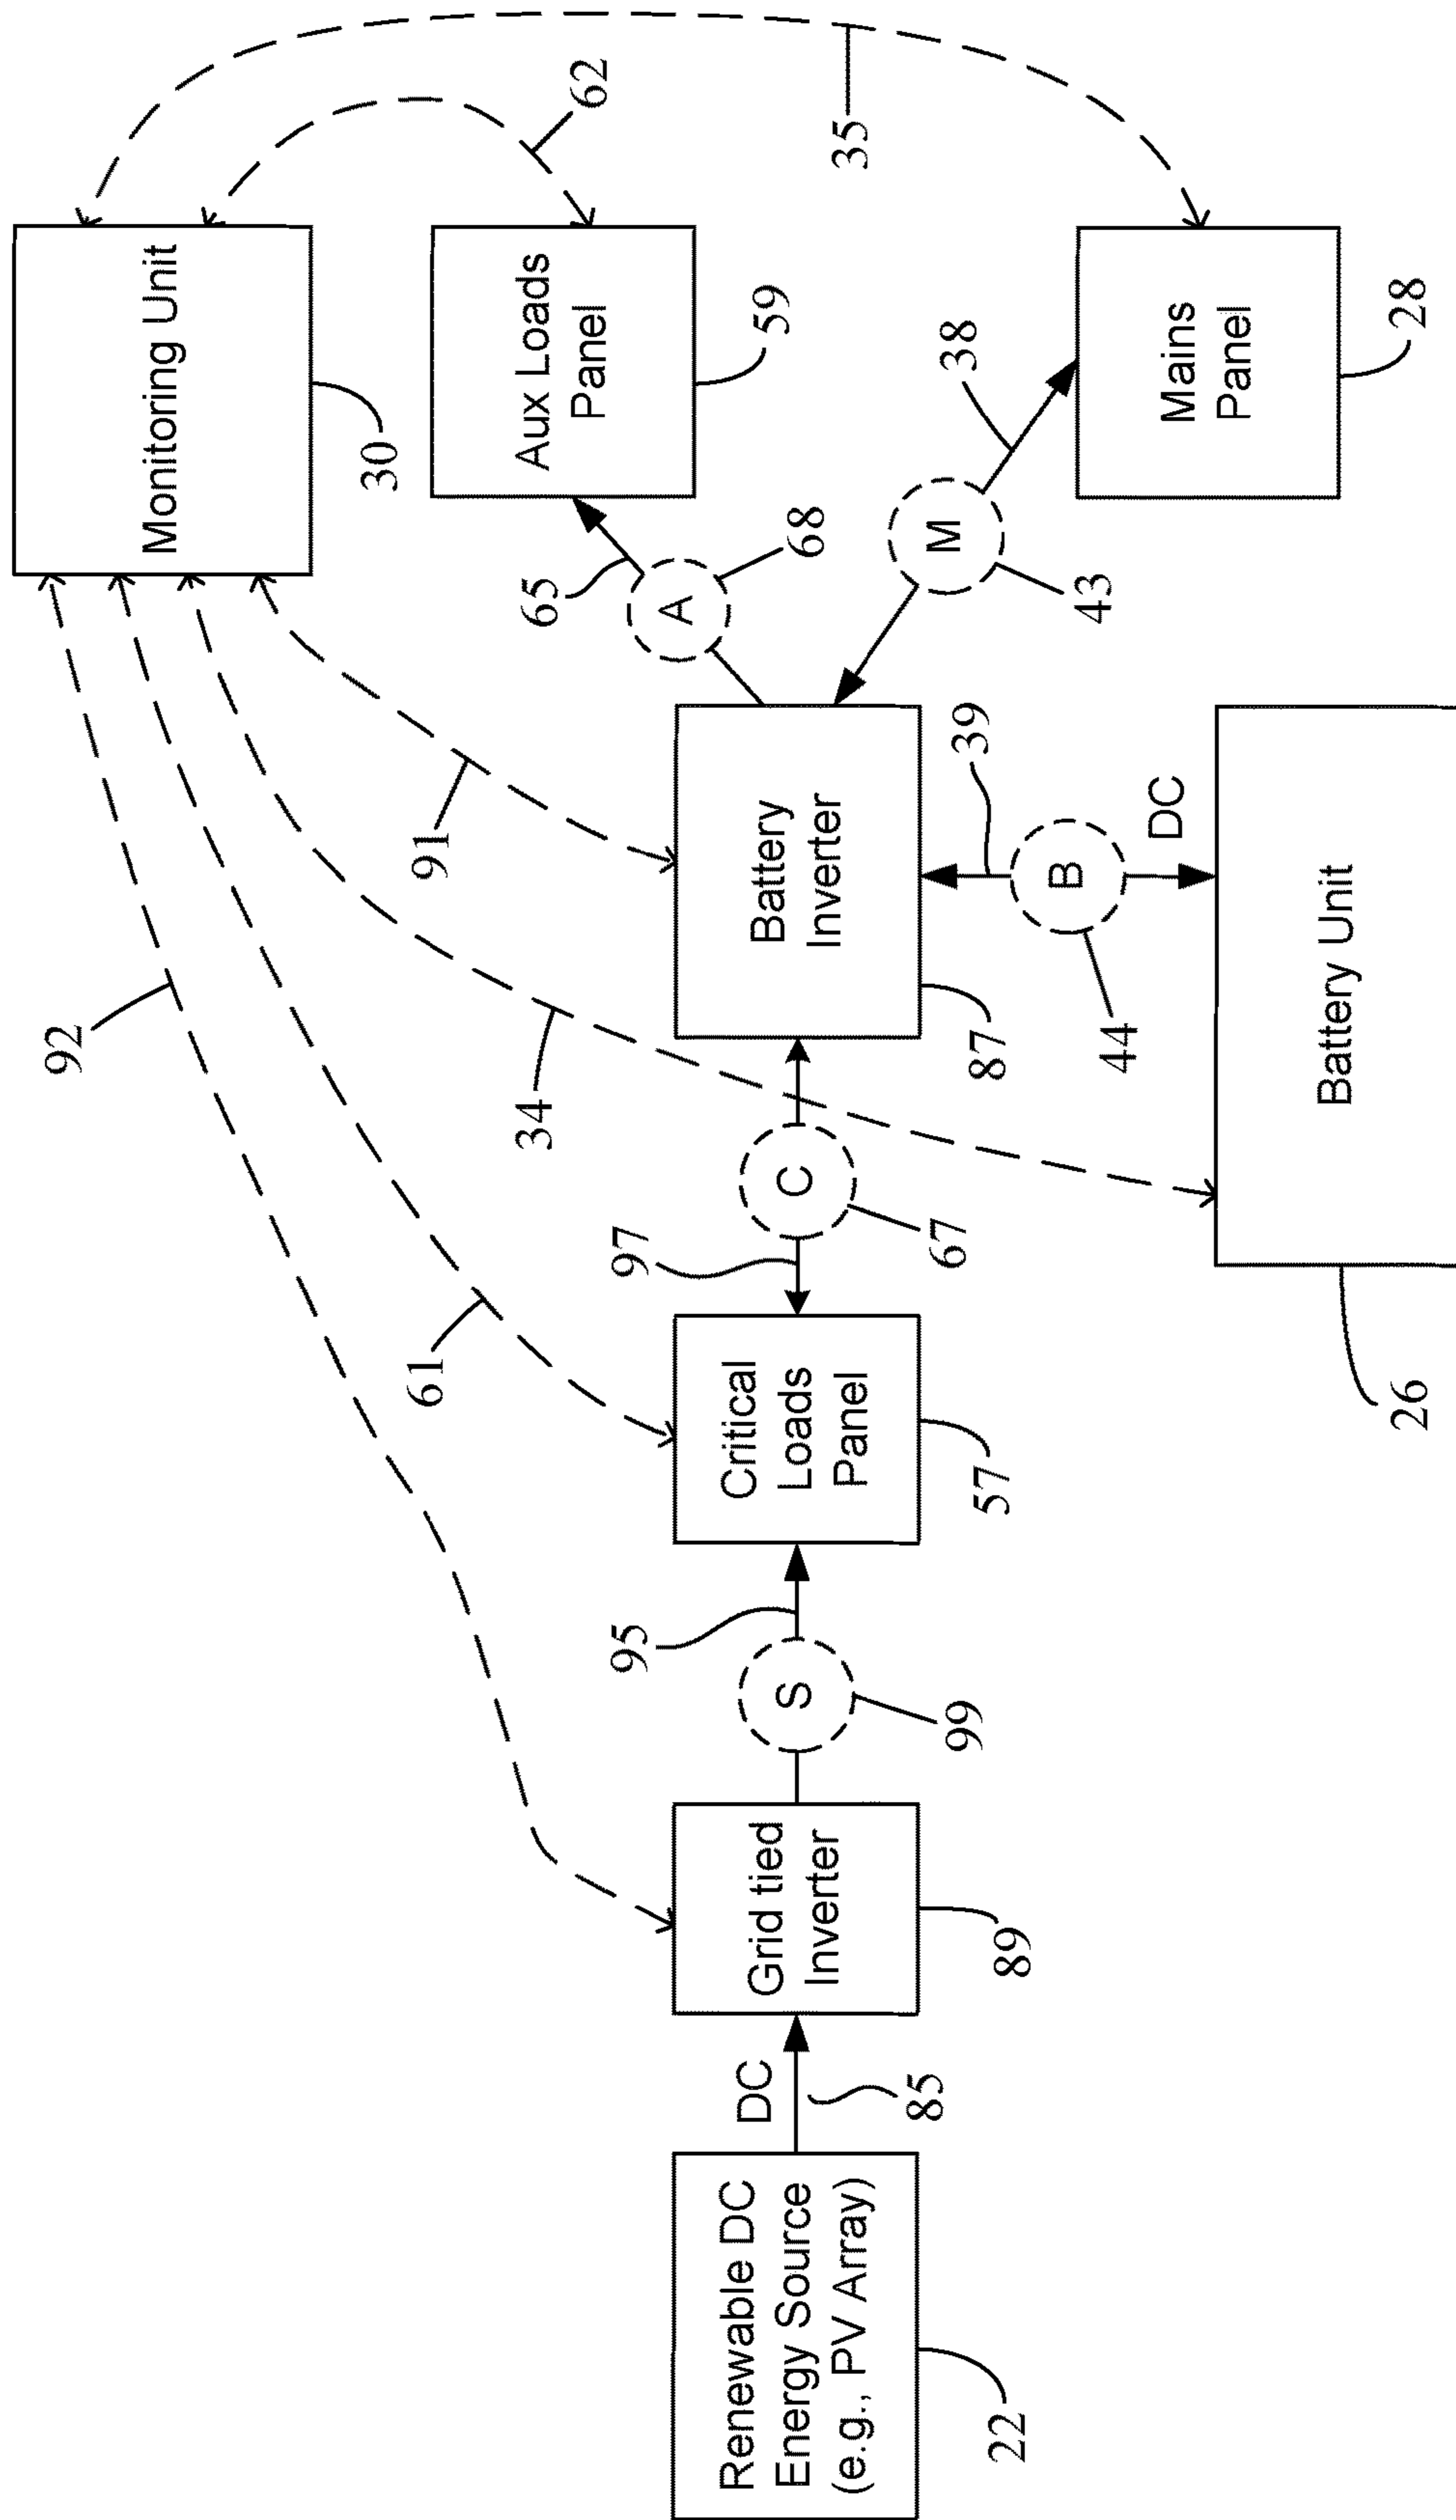 Monitoring Unit
30
62
35
Aux Loads
Panel
59
65
A
68
38
M
43
Mains
Panel
28
92
91
34
61
Battery
Inverter
87
39
B
DC
44
Battery Unit
26
97
C
67
Critical
Loads
Panel
57
95
S
99
Grid tied
Inverter
89
DC
85
Renewable DC
Energy Source
(e.g., PV Array)
22